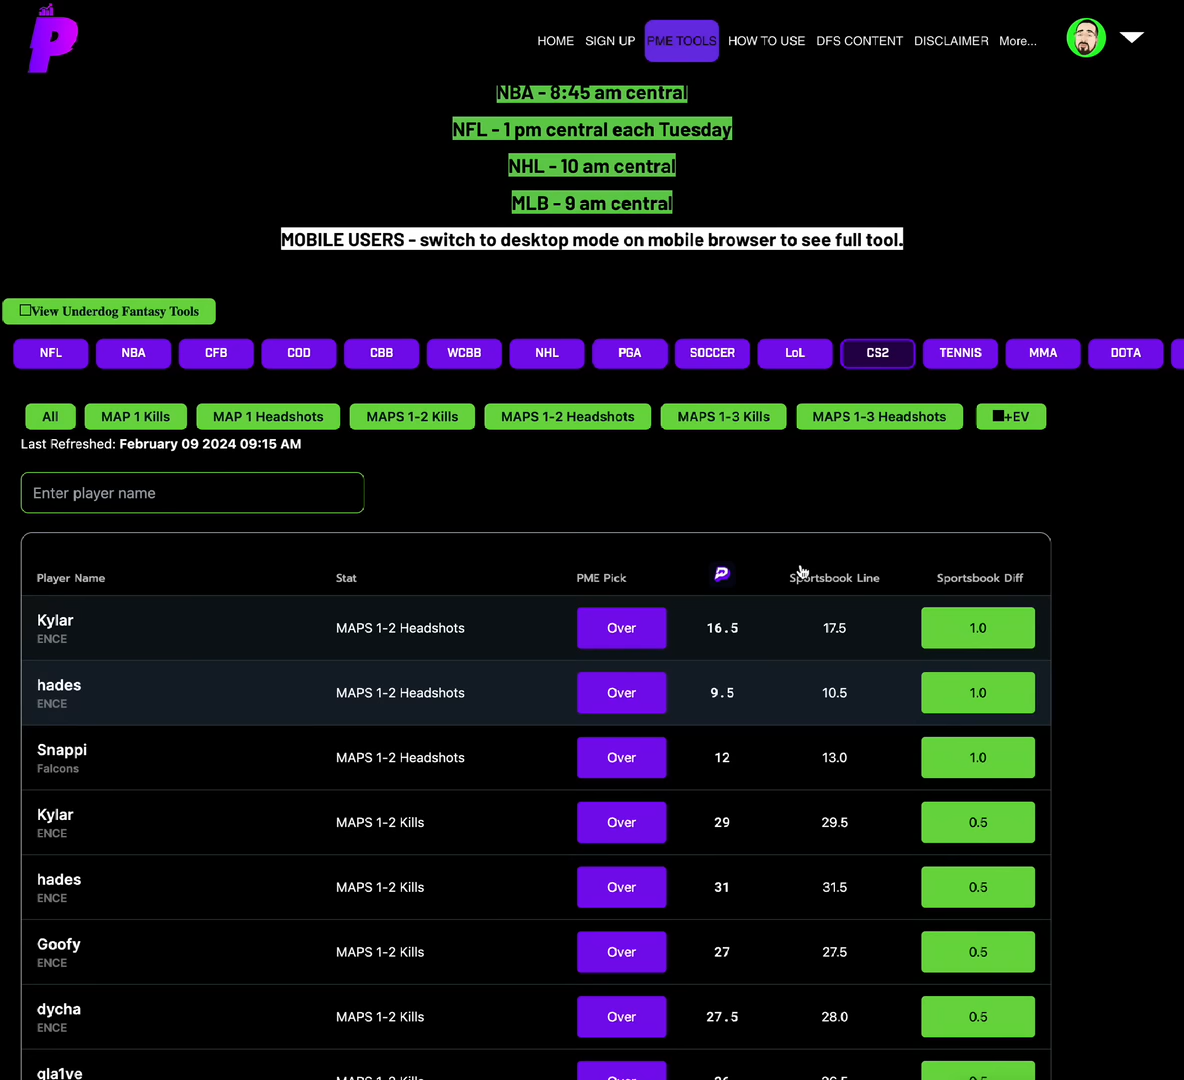 P
HOME SIGN UP PME TOOLS HOW TO USE DFS CONTENT DISCLAIMER More...
NBA - 8:45 am central
NFL - 1 pm central each Tuesday
NHL - 10 am central
MLB - 9 am central
MOBILE USERS - switch to desktop mode on mobile browser to see full tool.
☐View Underdog Fantasy Tools
NFL NBA CFB COD CBB WCBB NHL PGA SOCCER LoL CS2 TENNIS MMA DOTA
All MAP 1 Kills MAP 1 Headshots MAPS 1-2 Kills MAPS 1-2 Headshots MAPS 1-3 Kills MAPS 1-3 Headshots ■+EV
Last Refreshed: February 09 2024 09:15 AM
Enter player name
Player Name Stat PME Pick P Sportsbook Line Sportsbook Diff
Kylar MAPS 1-2 Headshots Over 16.5 17.5 1.0
ENCE
hades MAPS 1-2 Headshots Over 9.5 10.5 1.0
ENCE
Snappi MAPS 1-2 Headshots Over 12 13.0 1.0
Falcons
Kylar MAPS 1-2 Kills Over 29 29.5 0.5
ENCE
hades MAPS 1-2 Kills Over 31 31.5 0.5
ENCE
Goofy MAPS 1-2 Kills Over 27 27.5 0.5
ENCE
dycha MAPS 1-2 Kills Over 27.5 28.0 0.5
ENCE
gla1ve MAPS 1-2 Kills Over